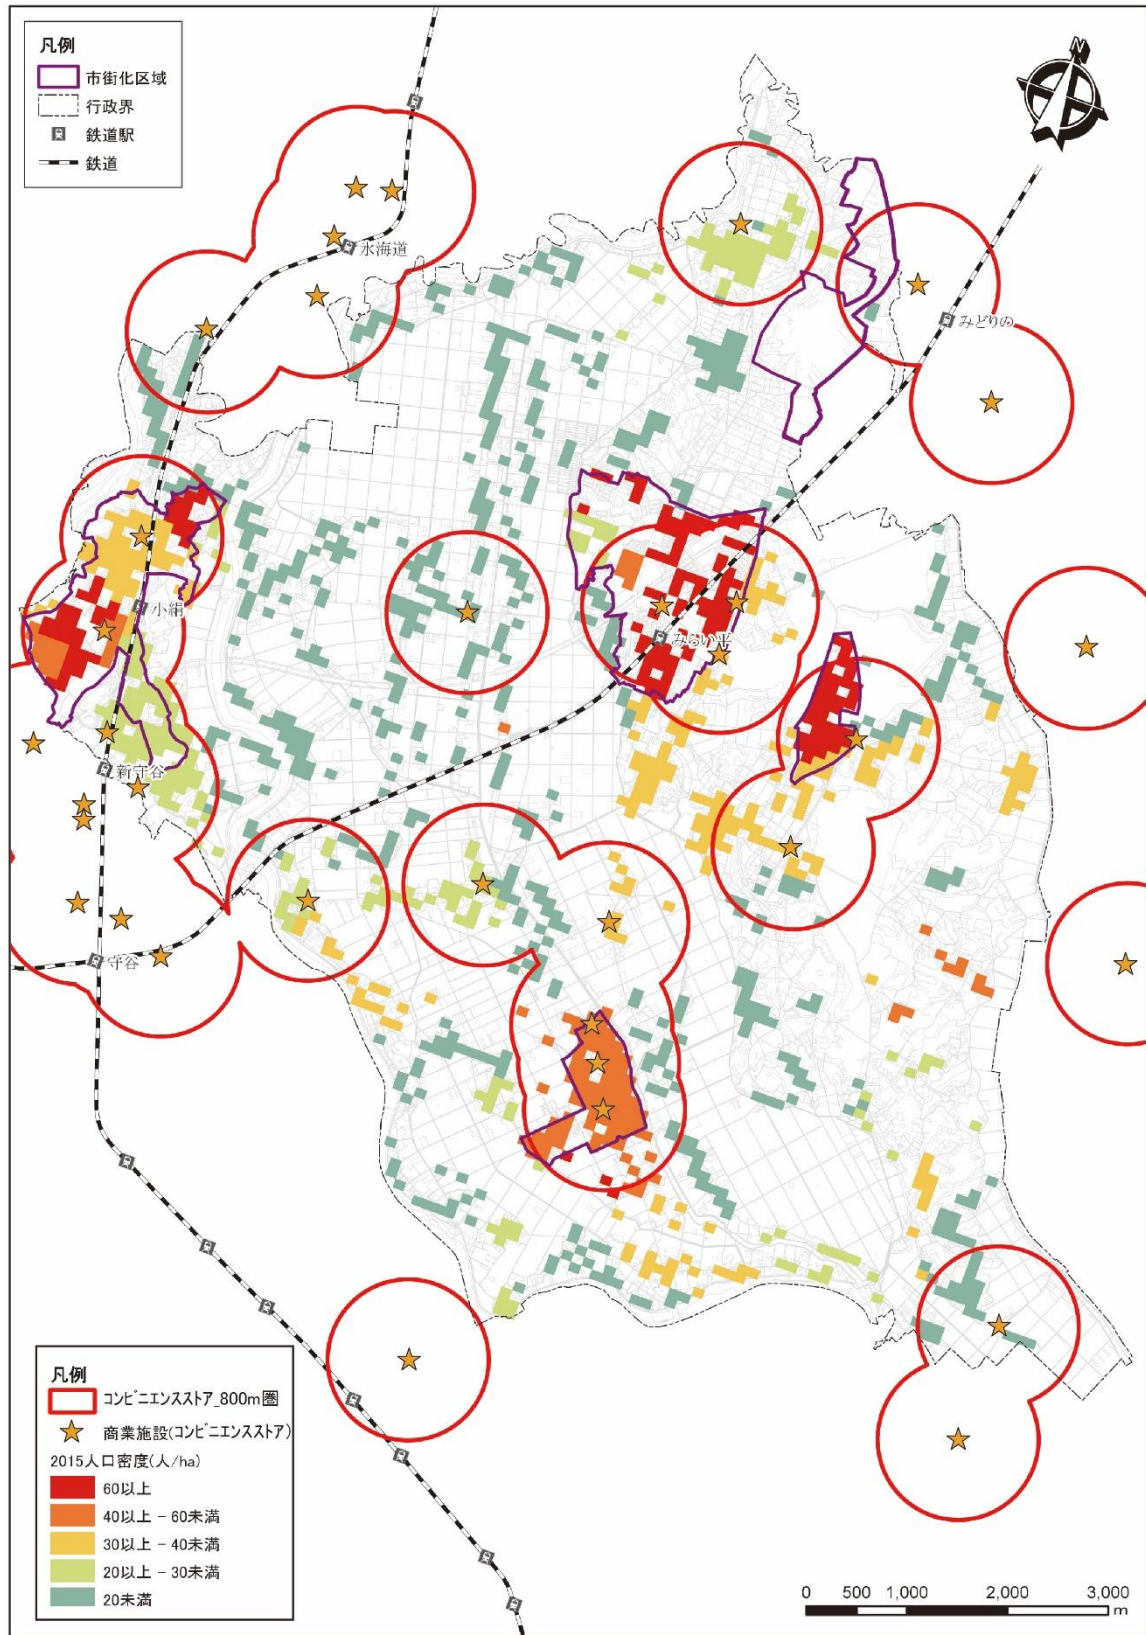 凡例
市街化区域
行政界
鉄道駅
鉄道
N
水海道
みどりの
小絹
みらい平
新守谷
守谷
凡例
コンビニエンスストア_800m圏
商業施設(コンビニエンスストア)
2015人口密度(人/ha)
60以上
40以上 - 60未満
30以上 - 40未満
20以上 - 30未満
20未満
0 500 1,000 2,000 3,000
m